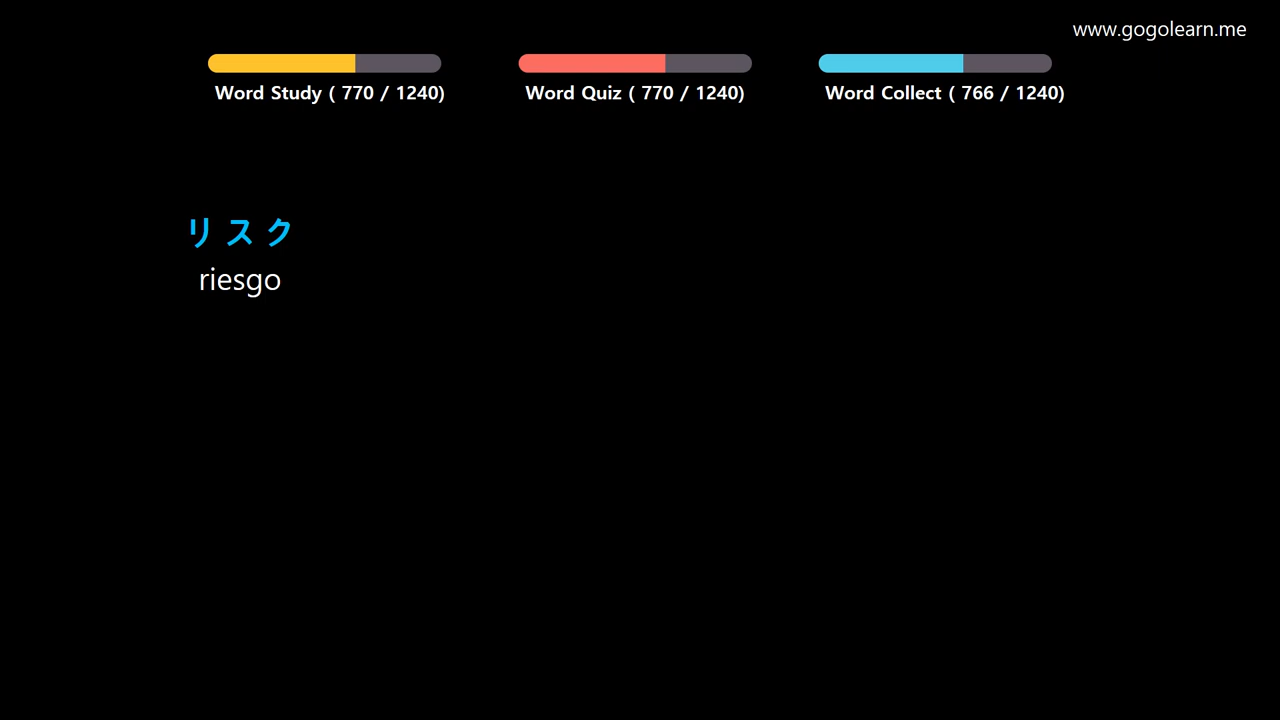 www.gogolearn.me
Word Study ( 770 / 1240)
Word Quiz ( 770 / 1240)
Word Collect ( 766 / 1240)
リスク
riesgo